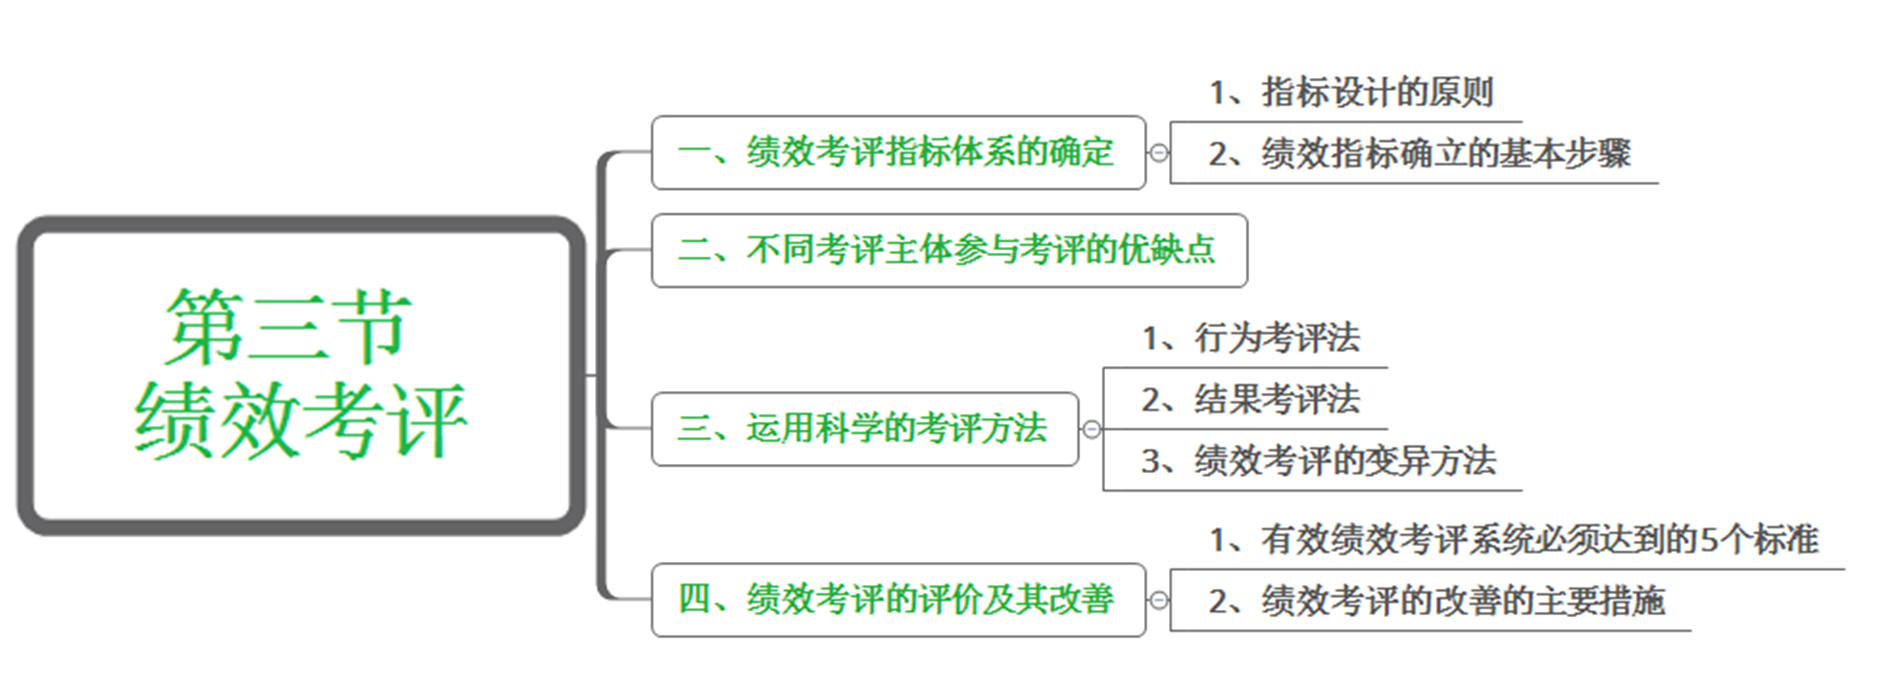 第三节
绩效考评
一、绩效考评指标体系的确定
1、指标设计的原则
2、绩效指标确立的基本步骤
二、不同考评主体参与考评的优缺点
三、运用科学的考评方法
1、行为考评法
2、结果考评法
3、绩效考评的变异方法
四、绩效考评的评价及其改善
1、有效绩效考评系统必须达到的5个标准
2、绩效考评的改善的主要措施